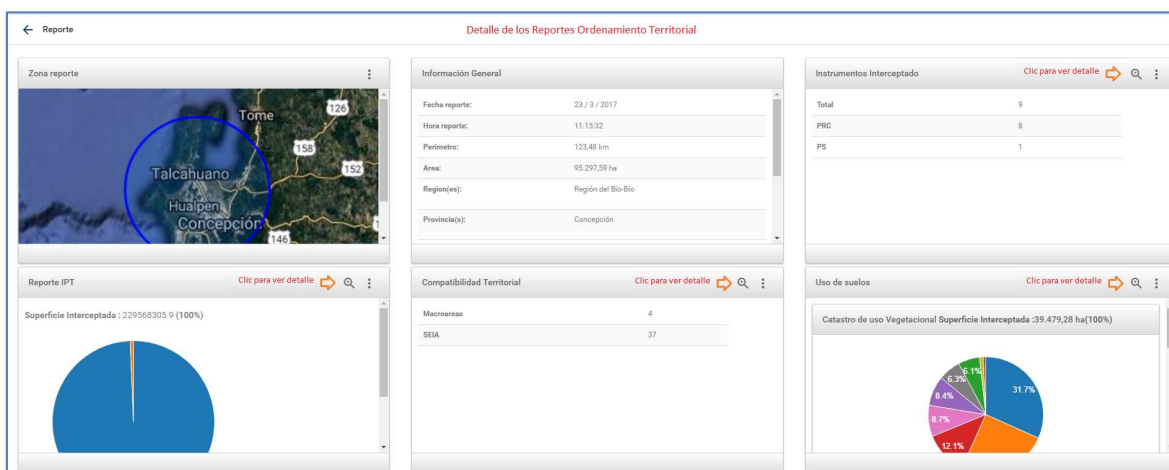 Reporte
Detalle de los Reportes Ordenamiento Territorial
Zona reporte
126
Tome
158
152
Talcahuano
Hualpen
Concepción
146
1
Información General
Fecha reporte: 23 / 3 / 2017
Hora reporte: 11:15:32
Perimetro: 123,48 km
Area: 95.297,59 ha
Region(es): Región del Bío-Bío
Provincia(s): Concepción
Instrumentos Interceptado Clic para ver detalle
Total 9
PRC 8
PS 1
Reporte IPT Clic para ver detalle
Superficie Interceptada : 229568305.9 (100%)
Compatibilidad Territorial Clic para ver detalle
Macroareas 4
SEIA 37
Uso de suelos Clic para ver detalle
Catastro de uso Vegetacional Superficie Interceptada :39.479,28 ha(100%)
6.1%
6.3%
31.7%
8.4%
8.7%
12.1%